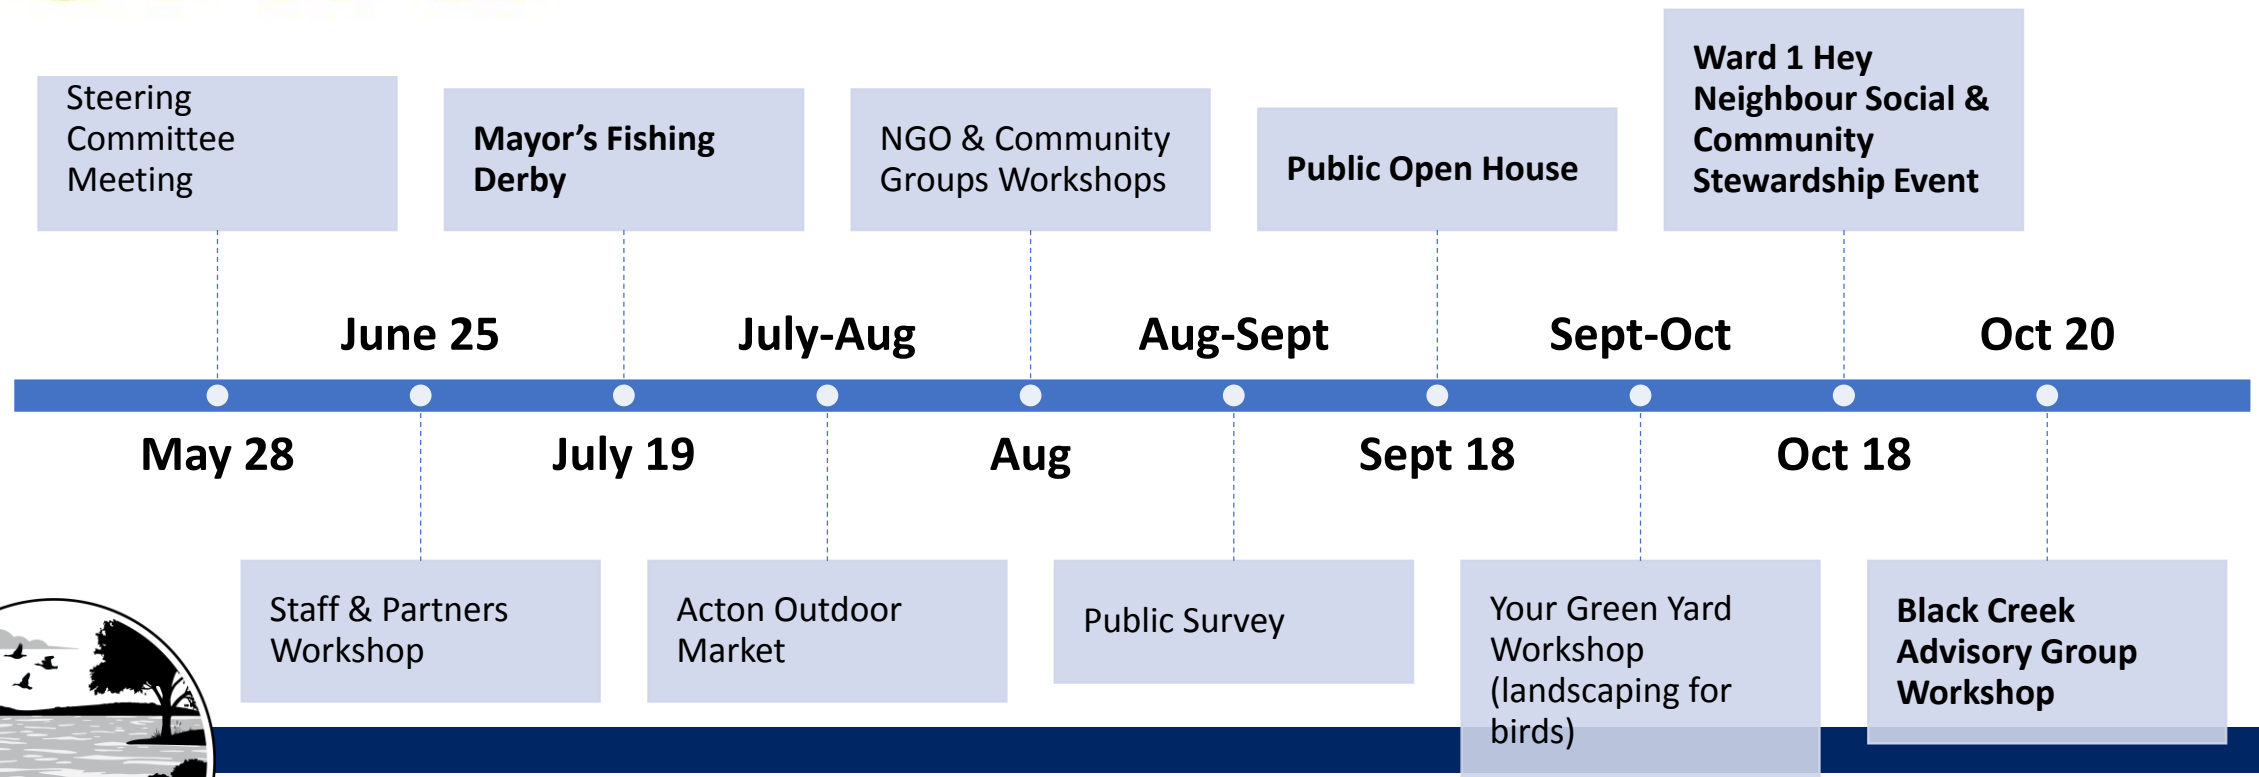 Steering
Committee
Meeting
Mayor’s Fishing
Derby
NGO & Community
Groups Workshops
Public Open House
Ward 1 Hey
Neighbour Social &
Community
Stewardship Event
June 25
July-Aug
Aug-Sept
Sept-Oct
Oct 20
May 28
July 19
Aug
Sept 18
Oct 18
Staff & Partners
Workshop
Acton Outdoor
Market
Public Survey
Your Green Yard
Workshop
(landscaping for
birds)
Black Creek
Advisory Group
Workshop